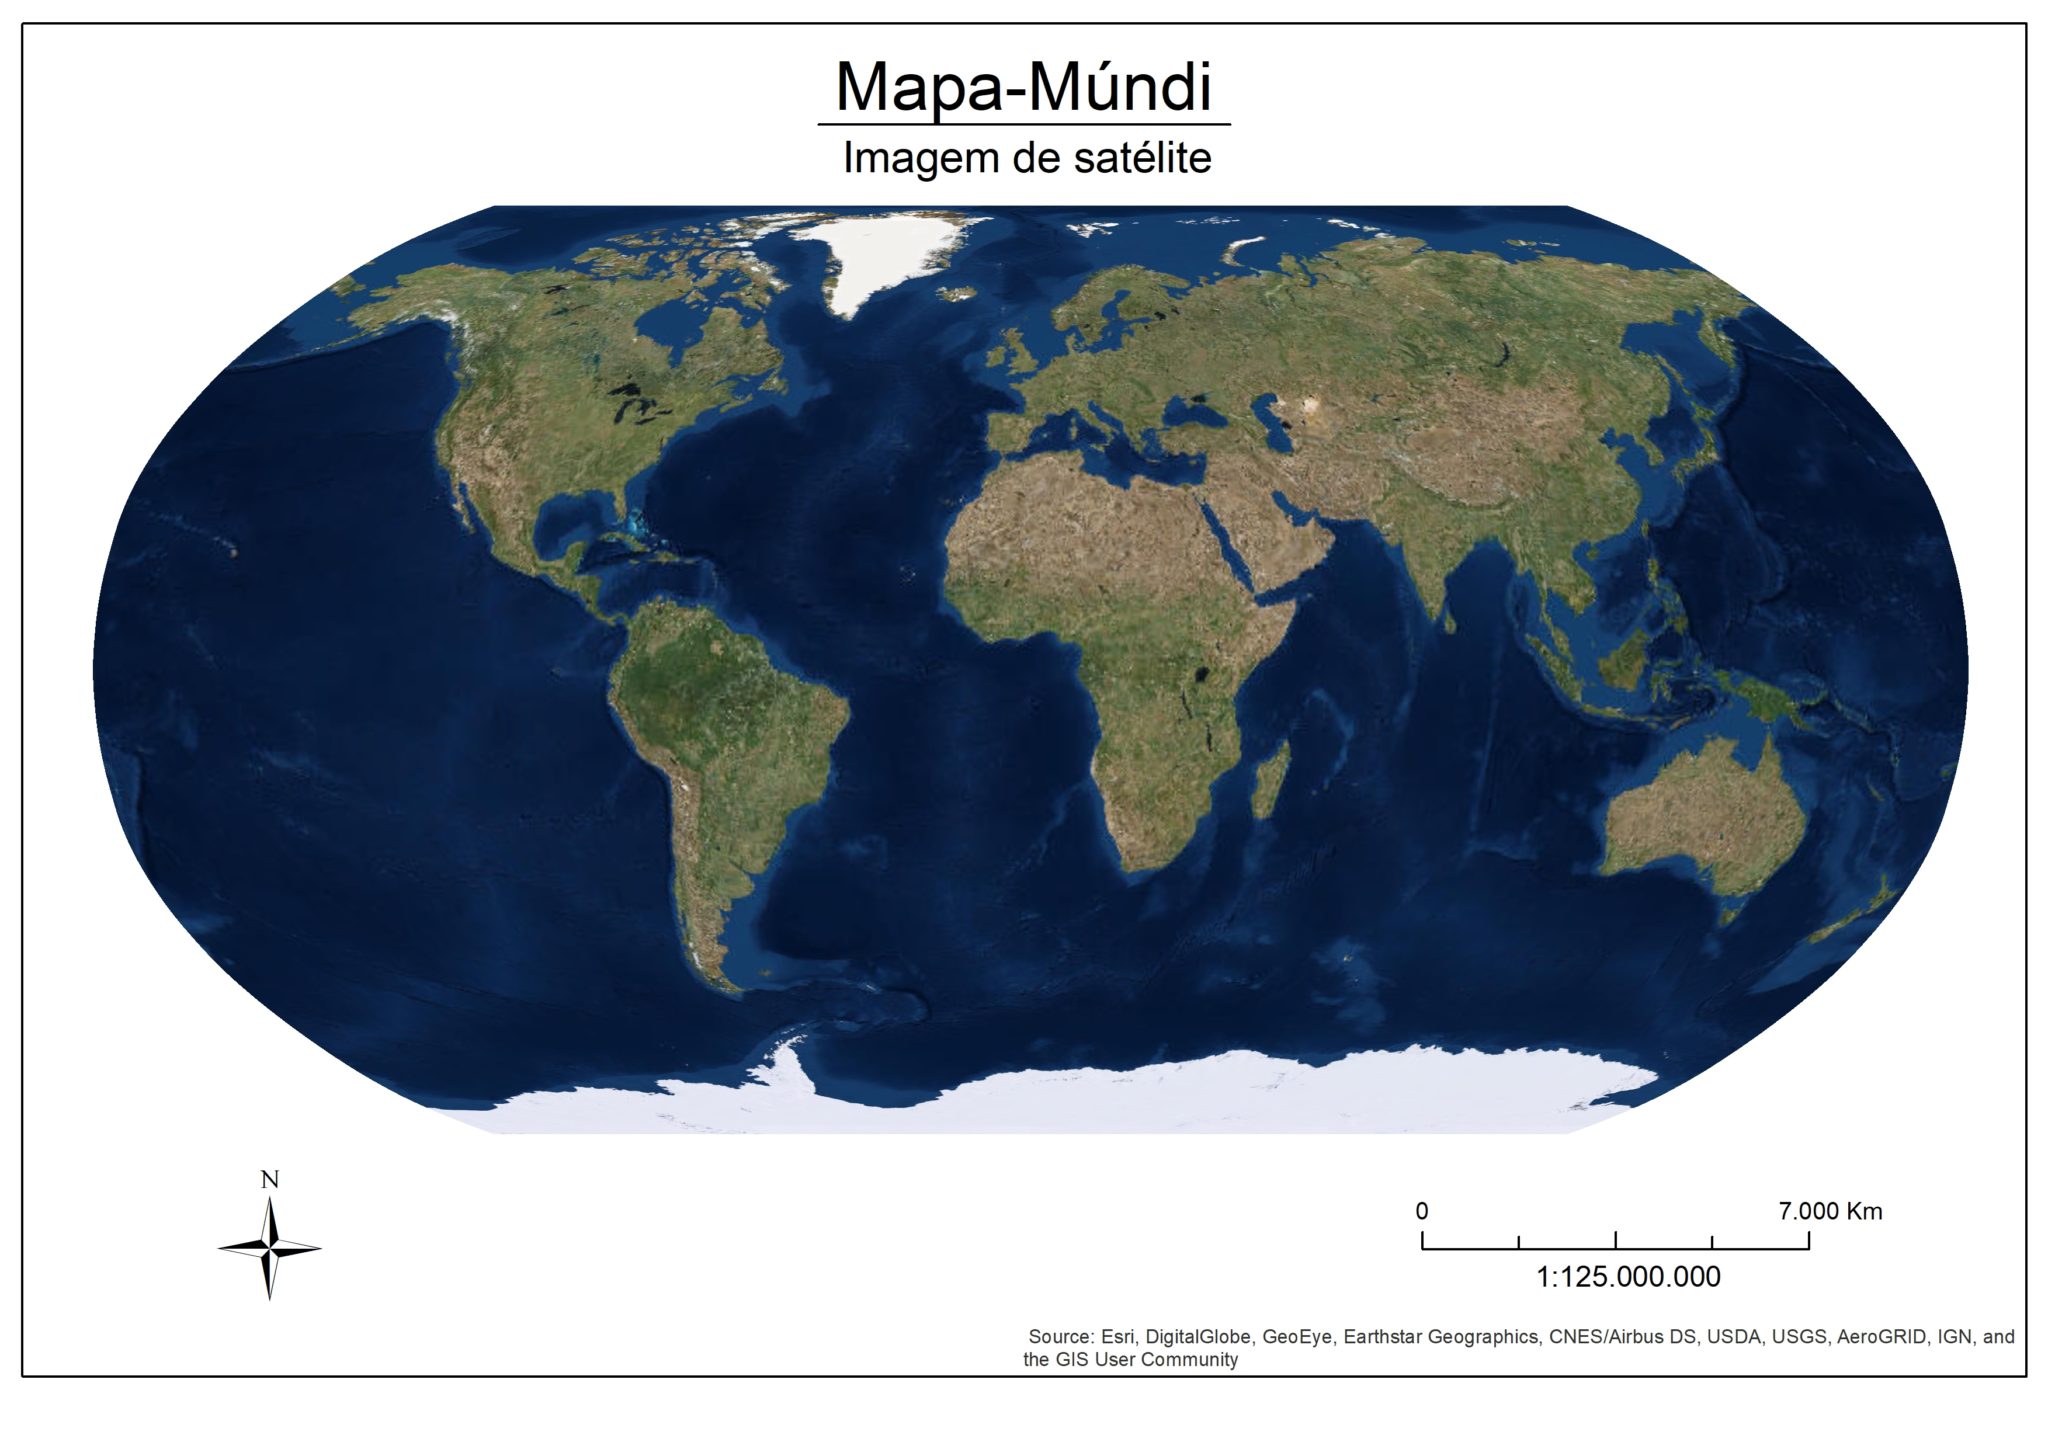 Mapa-Múndi
Imagem de satélite
N
0 7.000 Km
1:125.000.000
Source: Esri, DigitalGlobe, GeoEye, Earthstar Geographics, CNES/Airbus DS, USDA, USGS, AeroGRID, IGN, and
the GIS User Community